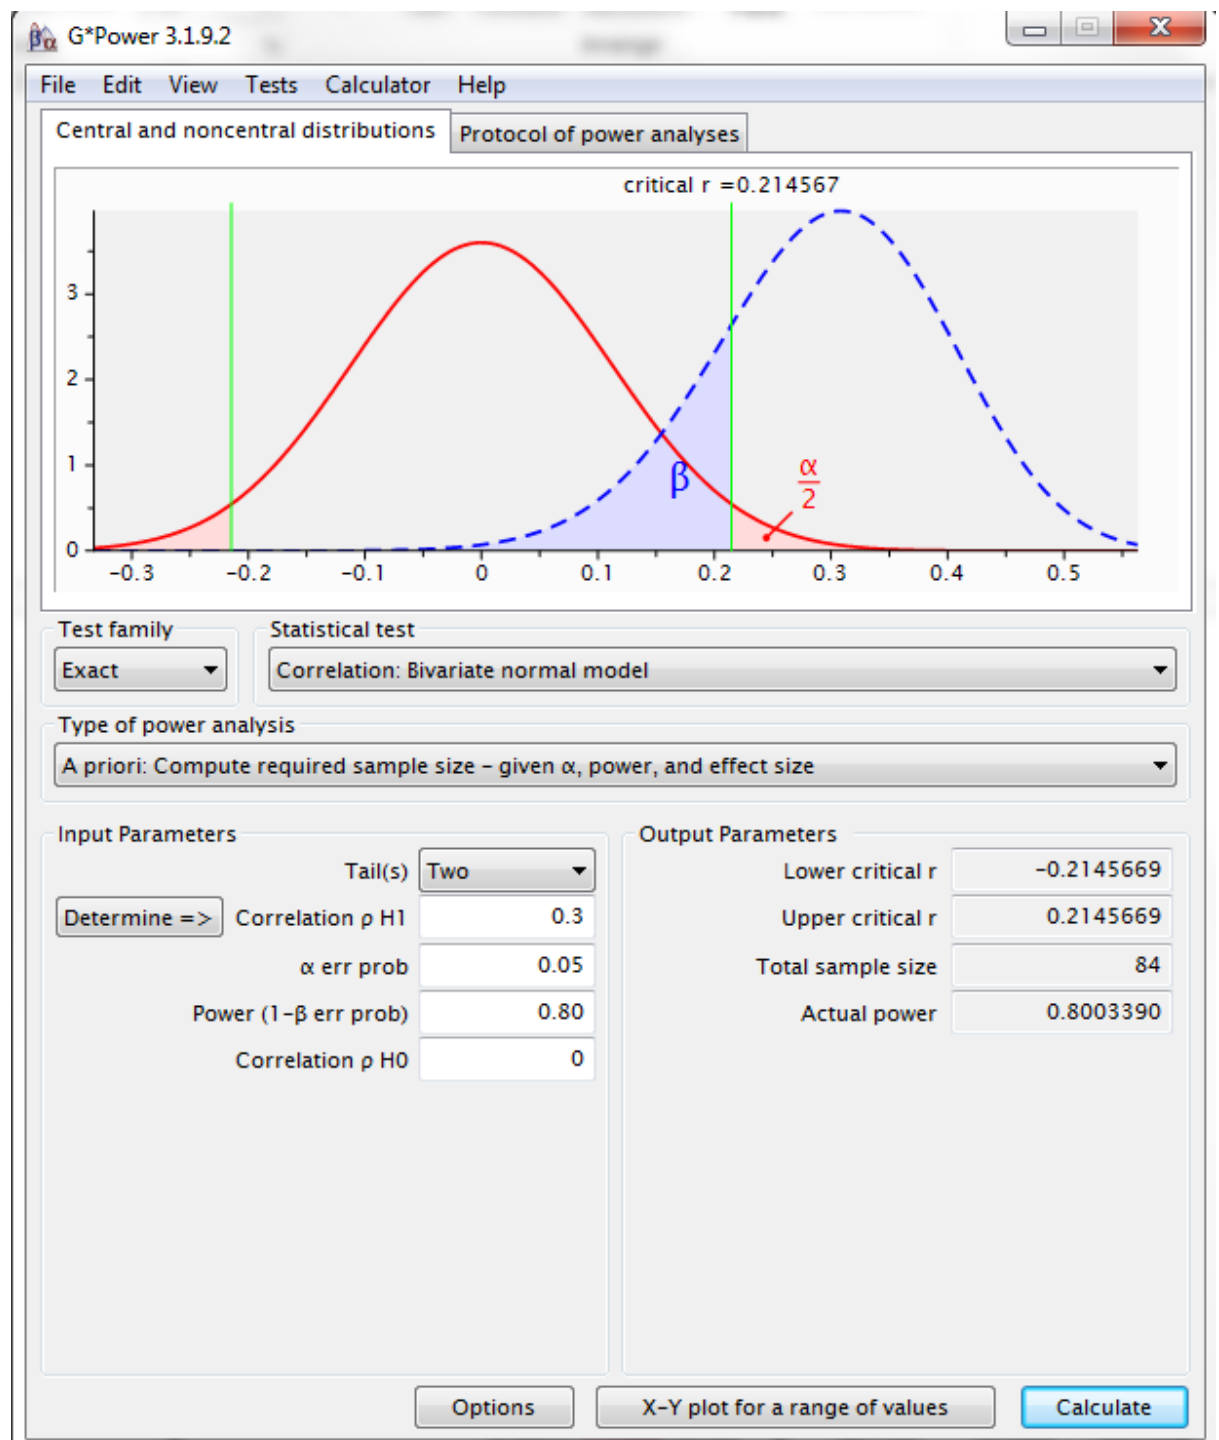 G*Power 3.1.9.2
File Edit View Tests Calculator Help
Central and noncentral distributions Protocol of power analyses
critical r =0.214567
3
2
1
0
β
α
2
-0.3 -0.2 -0.1 0 0.1 0.2 0.3 0.4 0.5
Test family Statistical test
Exact Correlation: Bivariate normal model
Type of power analysis
A priori: Compute required sample size – given α, power, and effect size
Input Parameters Output Parameters
Tail(s) Two Lower critical r -0.2145669
Determine => Correlation ρ H1 0.3 Upper critical r 0.2145669
α err prob 0.05 Total sample size 84
Power (1-β err prob) 0.80 Actual power 0.8003390
Correlation ρ H0 0
Options X-Y plot for a range of values Calculate